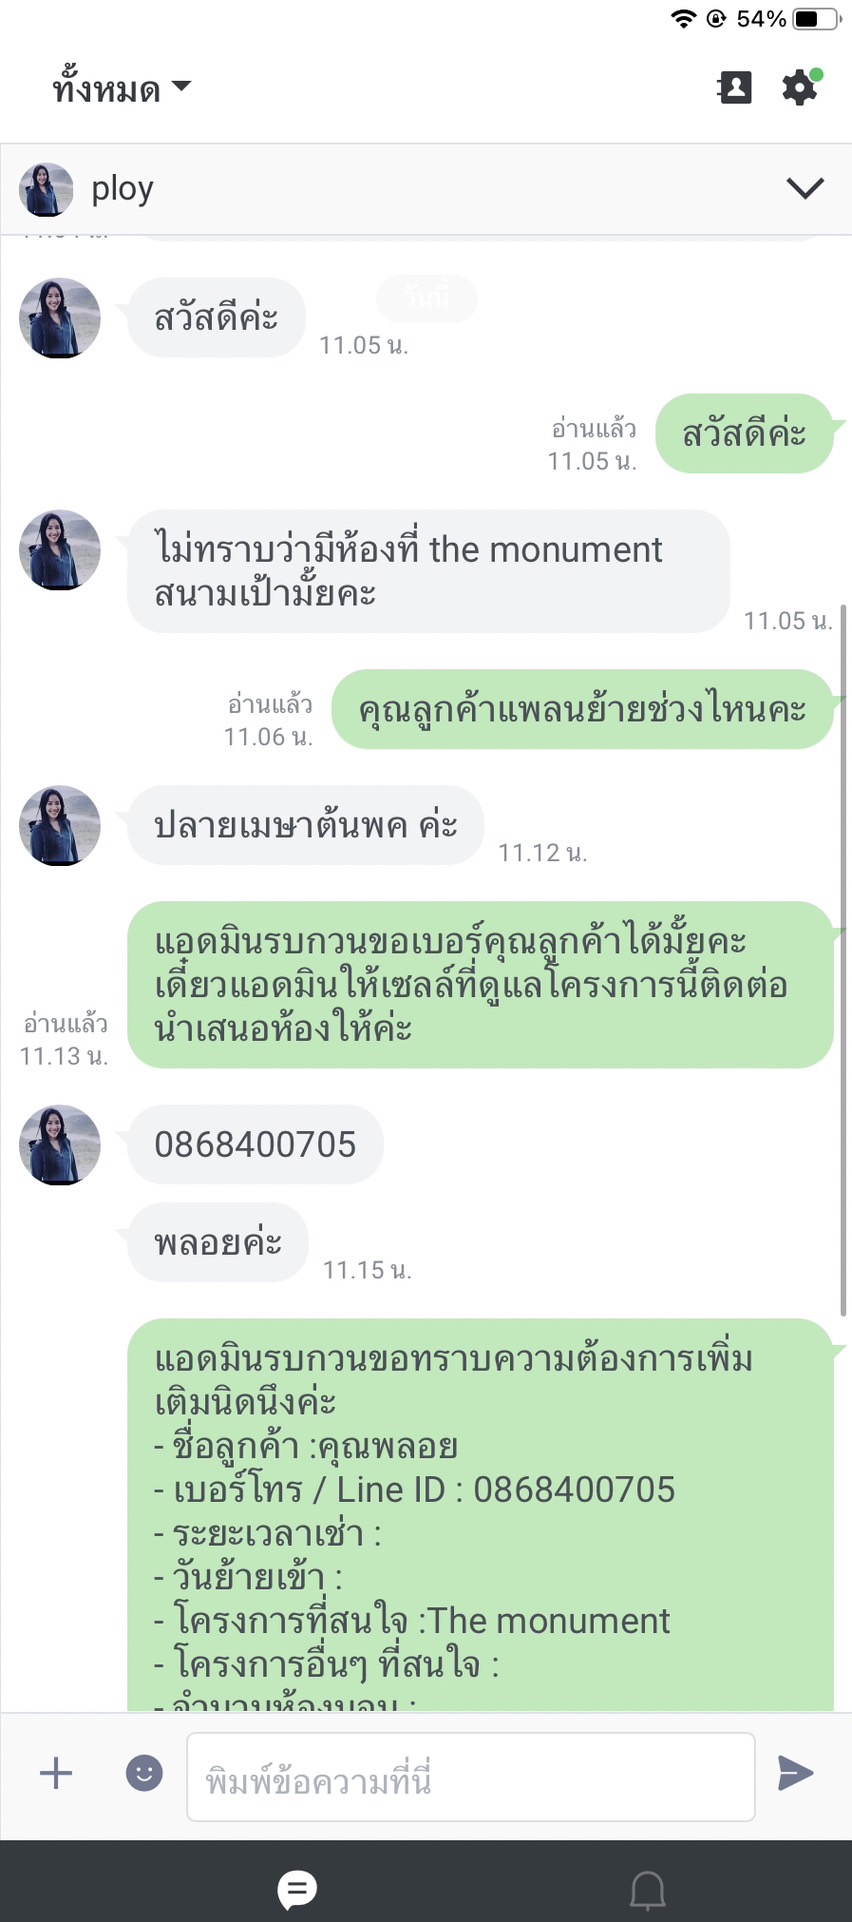 54%
ทั้งหมด
ploy
สวัสดีค่ะ
วันนี้
11.05 น.
สวัสดีค่ะ
อ่านแล้ว
11.05 น.
ไม่ทราบว่ามีห้องที่ the monument
สนามเป้ามั้ยคะ
11.05 น.
คุณลูกค้าแพลนย้ายช่วงไหนคะ
อ่านแล้ว
11.06 น.
ปลายเมษาต้นพค ค่ะ
11.12 น.
แอดมินรบกวนขอเบอร์คุณลูกค้าได้มั้ยคะ
เดี๋ยวแอดมินให้เซลล์ที่ดูแลโครงการนี้ติดต่อ
นำเสนอห้องให้ค่ะ
อ่านแล้ว
11.13 น.
0868400705
พลอยค่ะ
11.15 น.
แอดมินรบกวนขอทราบความต้องการเพิ่ม
เติมนิดนึงค่ะ
- ชื่อลูกค้า :คุณพลอย
- เบอร์โทร / Line ID : 0868400705
- ระยะเวลาเช่า :
- วันย้ายเข้า :
- โครงการที่สนใจ :The monument
- โครงการอื่นๆ ที่สนใจ :
- จำนวนห้องนอน :
พิมพ์ข้อความที่นี่